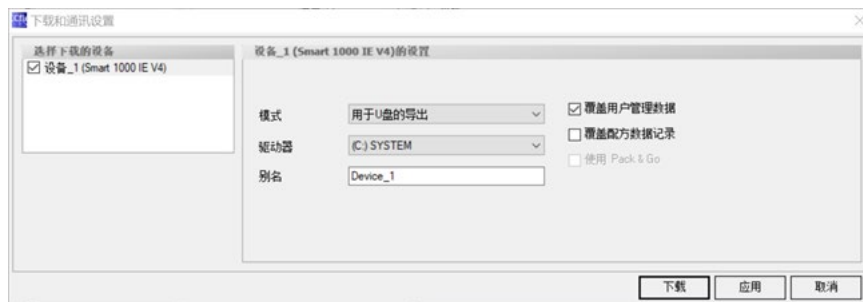 下载和通讯设置
选择下载的设备
设备_1 (Smart 1000 IE V4)
设备_1 (Smart 1000 IE V4)的设置
模式
用于U盘的导出
覆盖用户管理数据
驱动器
(C:) SYSTEM
覆盖配方数据记录
使用 Pack & Go
别名
Device_1
下载
应用
取消